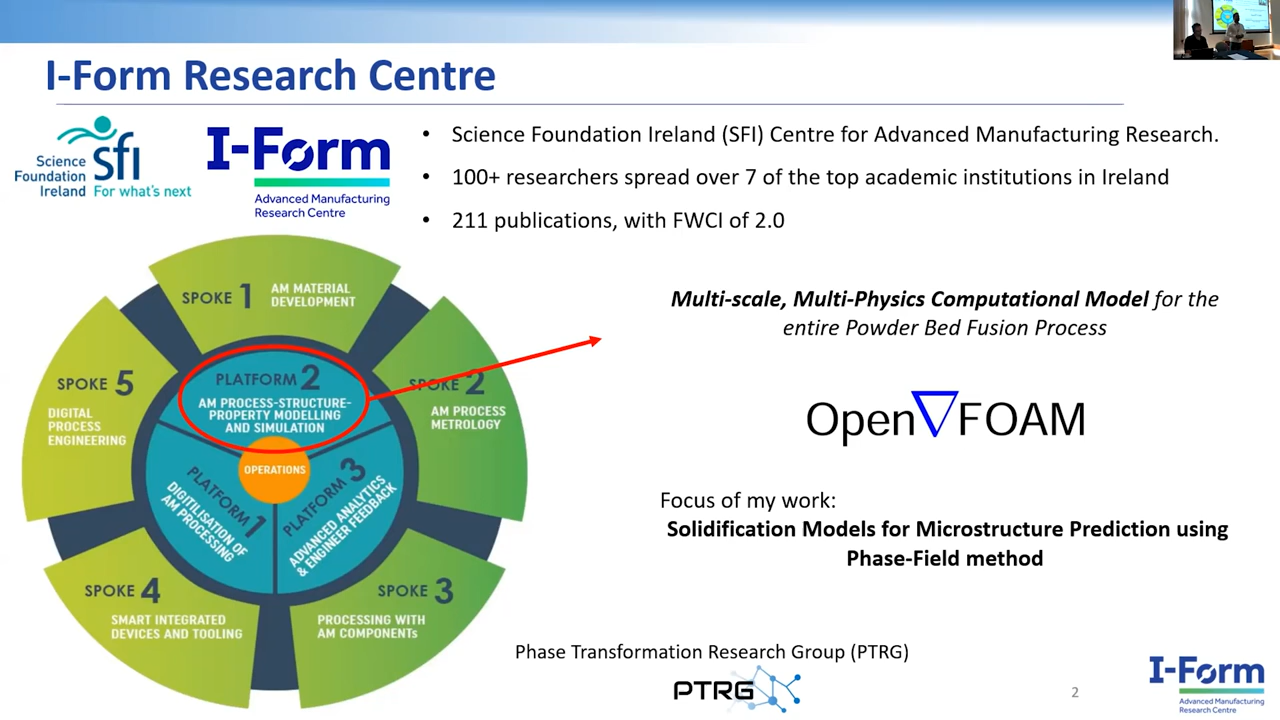 I-Form Research Centre
Science
Foundation
Ireland
sfi
For what's next
I-Form
Advanced Manufacturing
Research Centre
• Science Foundation Ireland (SFI) Centre for Advanced Manufacturing Research.
• 100+ researchers spread over 7 of the top academic institutions in Ireland
• 211 publications, with FWCI of 2.0
SPOKE 1
AM MATERIAL
DEVELOPMENT
SPOKE 5
DIGITAL
PROCESS
ENGINEERING
PLATFORM 2
AM PROCESS-STRUCTURE-
PROPERTY MODELLING
AND SIMULATION
SPOKE 2
AM PROCESS
METROLOGY
OPERATIONS
PLATFORM 1
DIGITILISATION OF
AM PROCESSING
PLATFORM 3
ADVANCED ANALYTICS
& ENGINEER FEEDBACK
SPOKE 4
SMART INTEGRATED
DEVICES AND TOOLING
SPOKE 3
PROCESSING WITH
AM COMPONENTs
Multi-scale, Multi-Physics Computational Model for the
entire Powder Bed Fusion Process
Open∇FOAM
Focus of my work:
Solidification Models for Microstructure Prediction using
Phase-Field method
Phase Transformation Research Group (PTRG)
PTRG
2
I-Form
Advanced Manufacturing
Research Centre